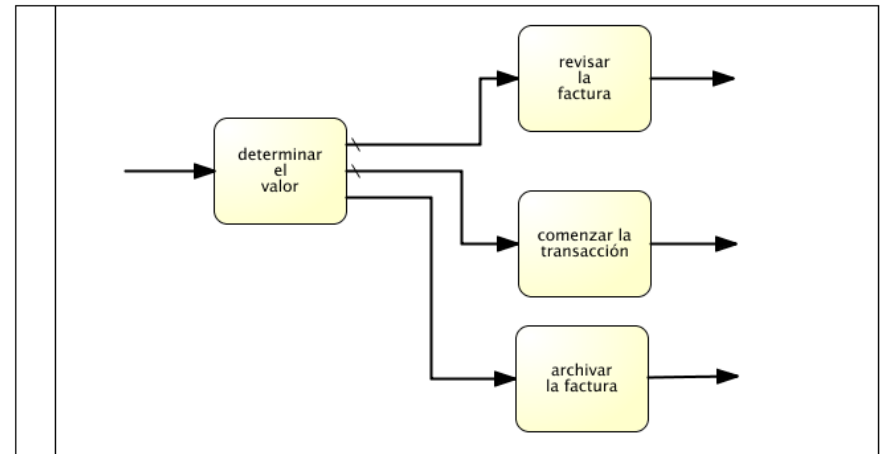 determinar
el
valor
revisar
la
factura
comenzar la
transacción
archivar
la factura